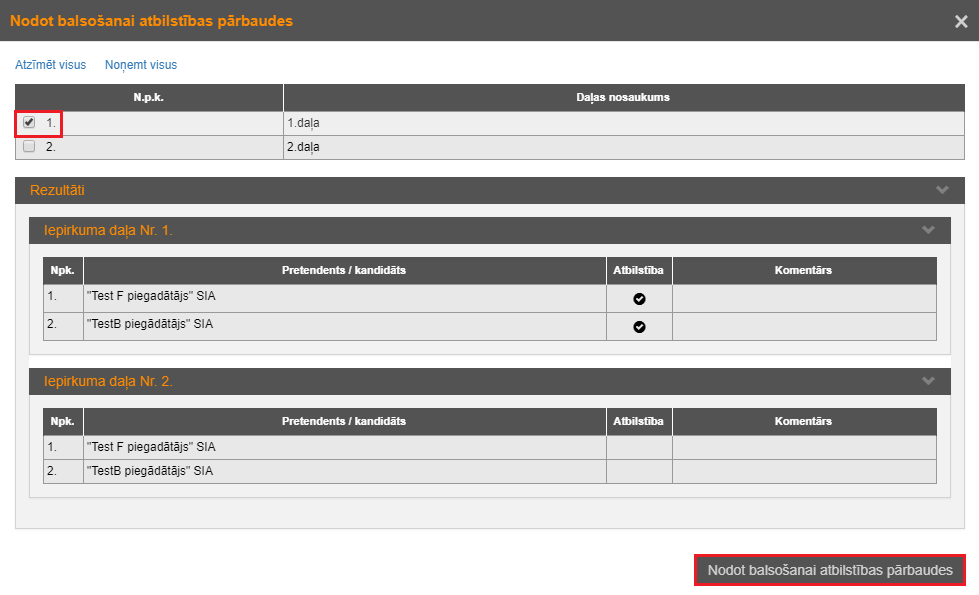 Nodot balsošanai atbilstības pārbaudes
Atzīmēt visus Noņemt visus
N.p.k. Daļas nosaukums
1. 1.daļa
2. 2.daļa
Rezultāti
Iepirkuma daļa Nr. 1.
Npk. Pretendents / kandidāts Atbilstība Komentārs
1. "Test F piegadātājs" SIA
2. "TestB piegādātājs" SIA
Iepirkuma daļa Nr. 2.
Npk. Pretendents / kandidāts Atbilstība Komentārs
1. "Test F piegadātājs" SIA
2. "TestB piegādātājs" SIA
Nodot balsošanai atbilstības pārbaudes